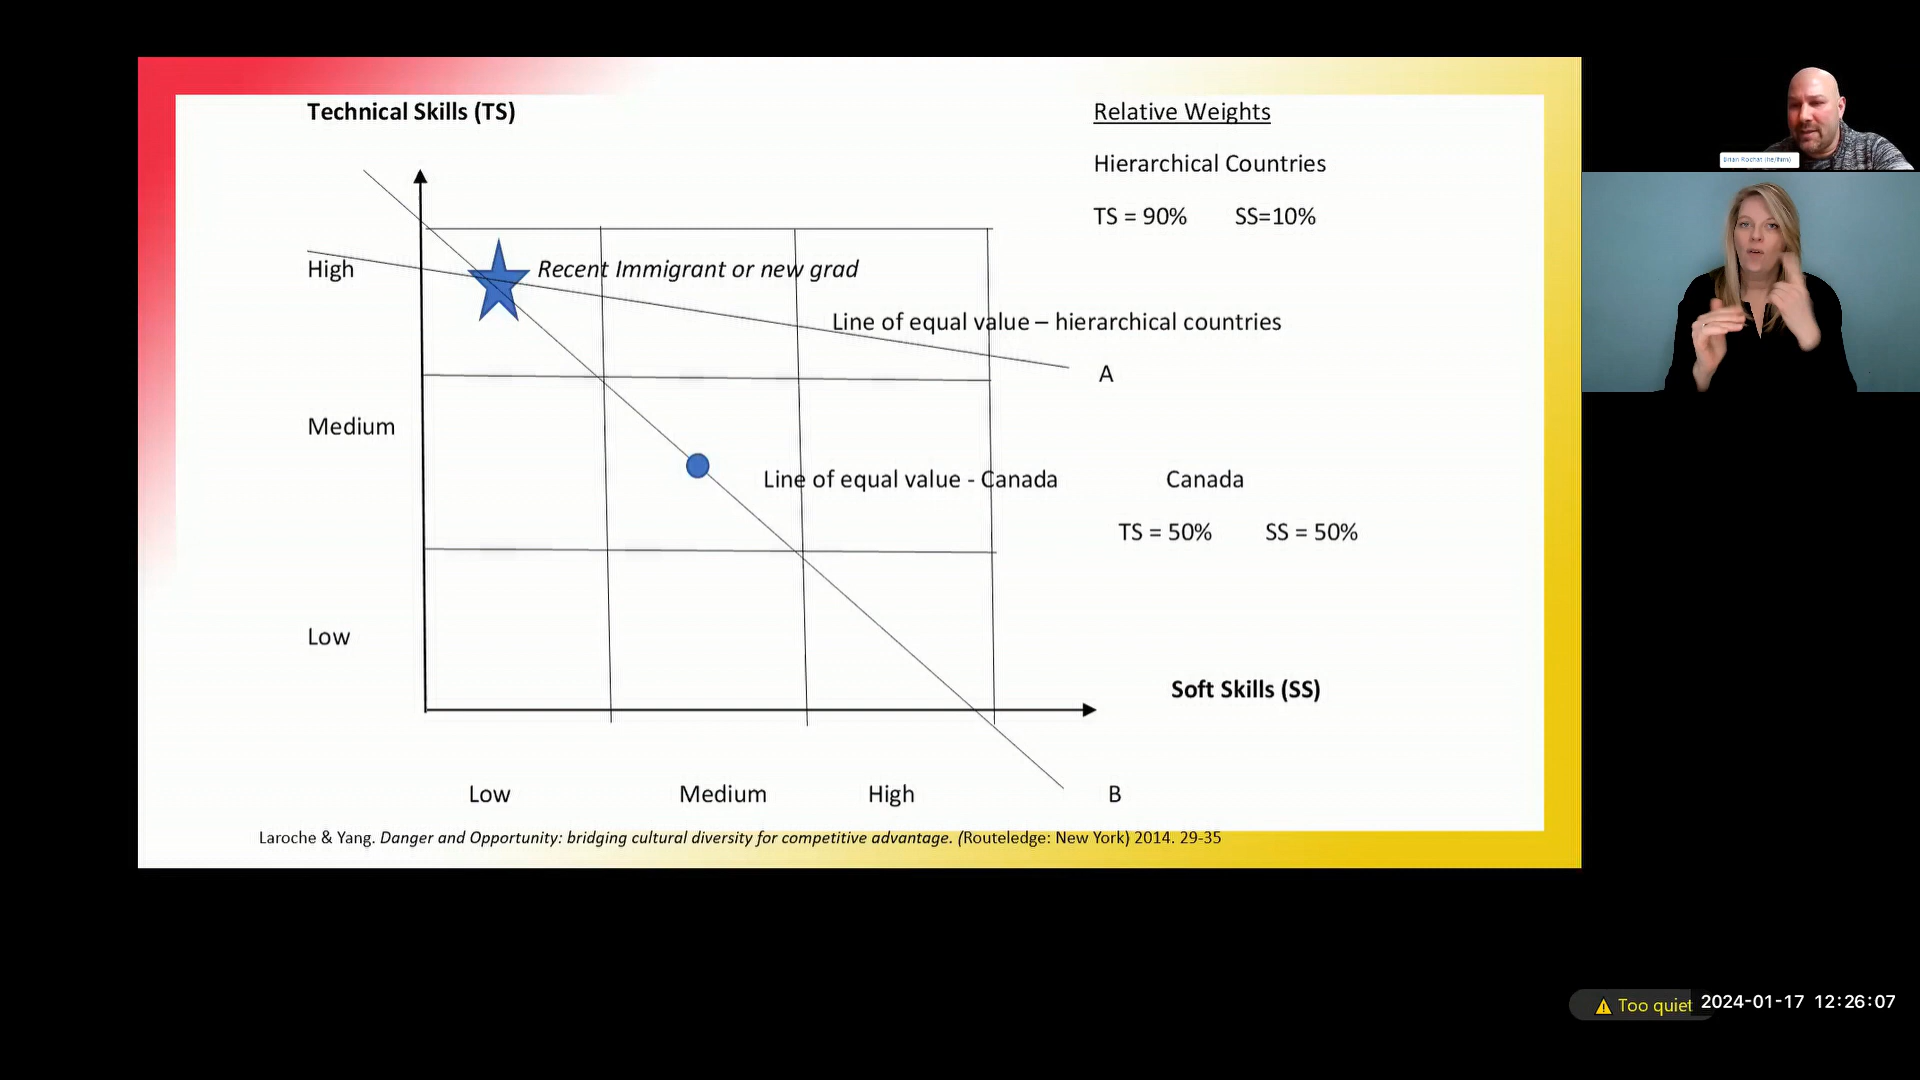 Technical Skills (TS)
Relative Weights
Hierarchical Countries
TS = 90% SS=10%
Brian Rochat (he/him)
High
Recent Immigrant or new grad
Line of equal value – hierarchical countries
A
Medium
Line of equal value - Canada
Canada
TS = 50% SS = 50%
Low
Soft Skills (SS)
Low Medium High B
Laroche & Yang. Danger and Opportunity: bridging cultural diversity for competitive advantage. (Routeledge: New York) 2014. 29-35
Too quiet
2024-01-17 12:26:07